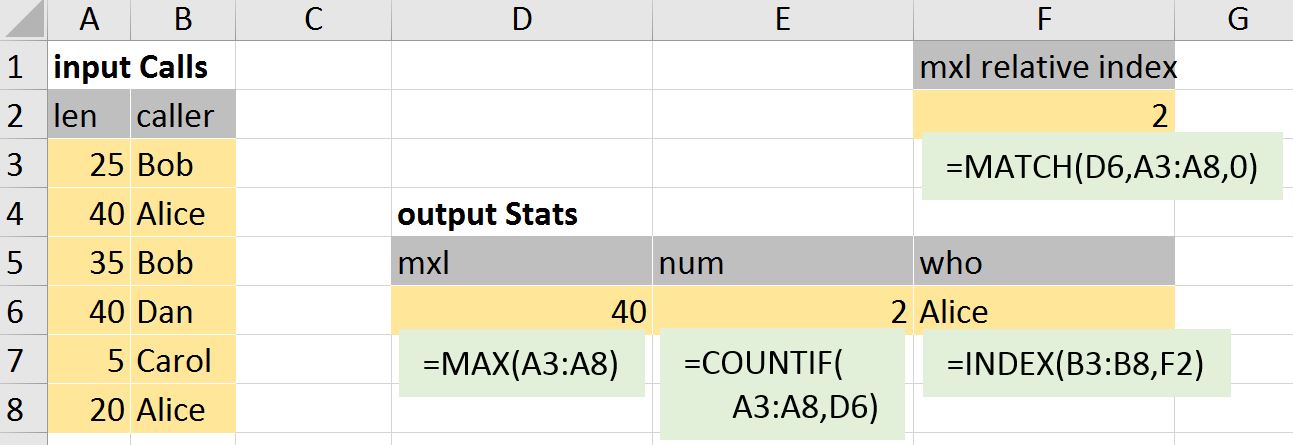 A B C D E F G
1 input Calls mxl relative index
2 len caller 2
3 25 Bob =MATCH(D6,A3:A8,0)
4 40 Alice output Stats
5 35 Bob mxl num who
6 40 Dan 40 2 Alice
7 5 Carol =MAX(A3:A8) =COUNTIF( =INDEX(B3:B8,F2)
8 20 Alice A3:A8,D6)